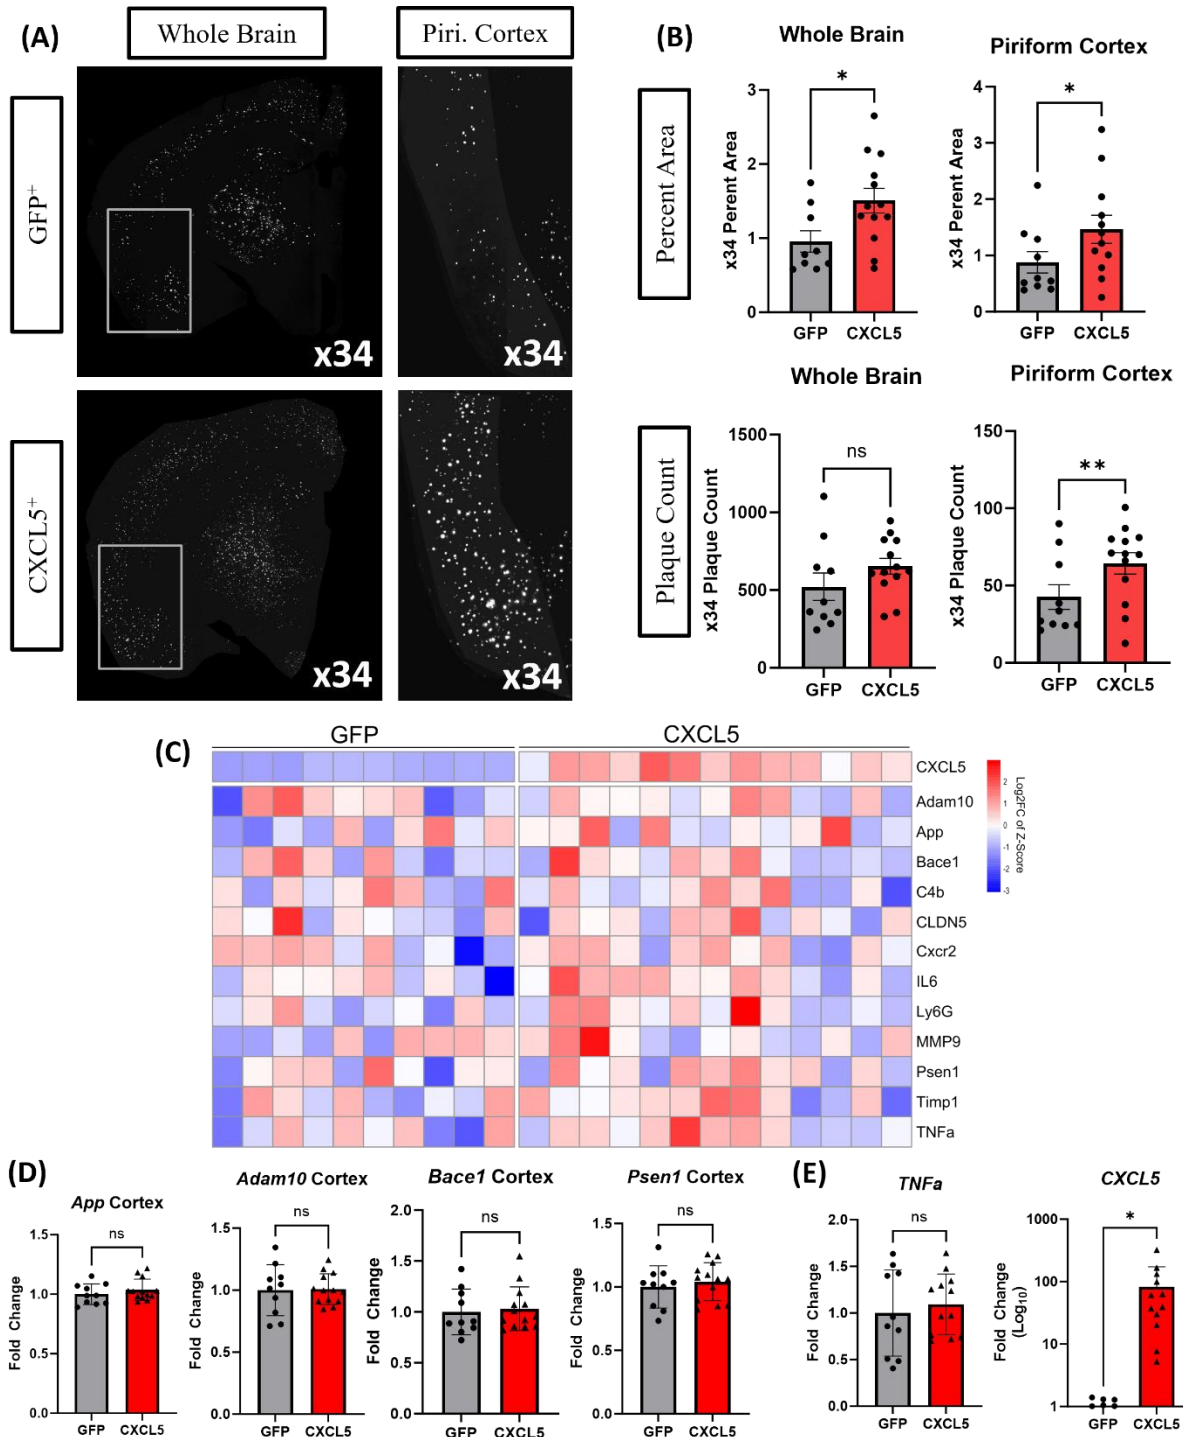 (A)
Whole Brain
Piri. Cortex
GFP+
x34
x34
CXCL5+
x34
x34
(B)
Percent Area
Whole Brain
x34 Perent Area
3
2
1
0
*
GFP CXCL5
Piriform Cortex
x34 Perent Area
4
3
2
1
0
*
GFP CXCL5
Plaque Count
Whole Brain
x34 Plaque Count
1500
1000
500
0
ns
GFP CXCL5
Piriform Cortex
x34 Plaque Count
150
100
50
0
**
GFP CXCL5
(C)
GFP CXCL5
CXCL5
Adam10
App
Bace1
C4b
CLDN5
Cxcr2
IL6
Ly6G
MMP9
Psen1
Timp1
TNFa
2
1
0
-1
-2
-3
Log2FC of Z-Score
(D)
App Cortex
Fold Change
1.5
1.0
0.5
0.0
ns
GFP CXCL5
Adam10 Cortex
Fold Change
1.5
1.0
0.5
0.0
ns
GFP CXCL5
Bace1 Cortex
Fold Change
2.0
1.5
1.0
0.5
0.0
ns
GFP CXCL5
Psen1 Cortex
Fold Change
1.5
1.0
0.5
0.0
ns
GFP CXCL5
(E)
TNFa
Fold Change
2.0
1.5
1.0
0.5
0.0
ns
GFP CXCL5
CXCL5
Fold Change
(Log10)
1000
100
10
1
*
GFP CXCL5